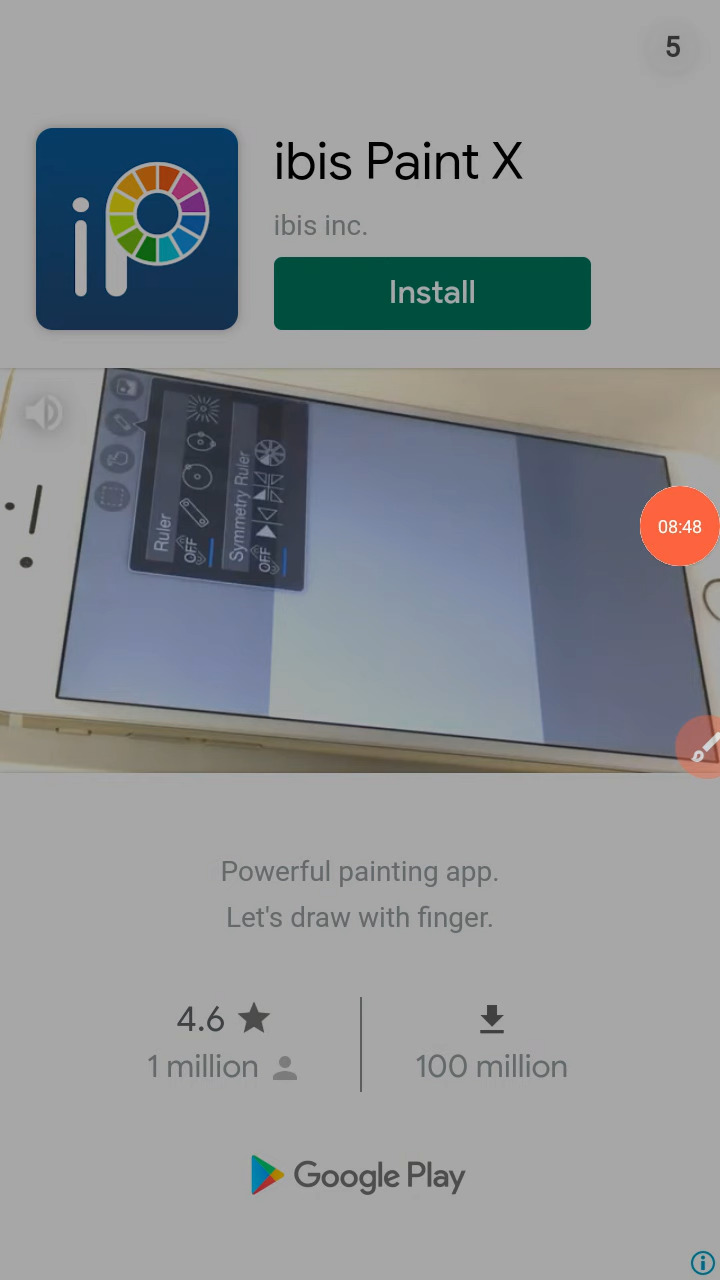 5
ibis Paint X
ibis inc.
Install
Ruler
OFF
Symmetry Ruler
OFF
08:48
Powerful painting app.
Let's draw with finger.
4.6
1 million
100 million
Google Play